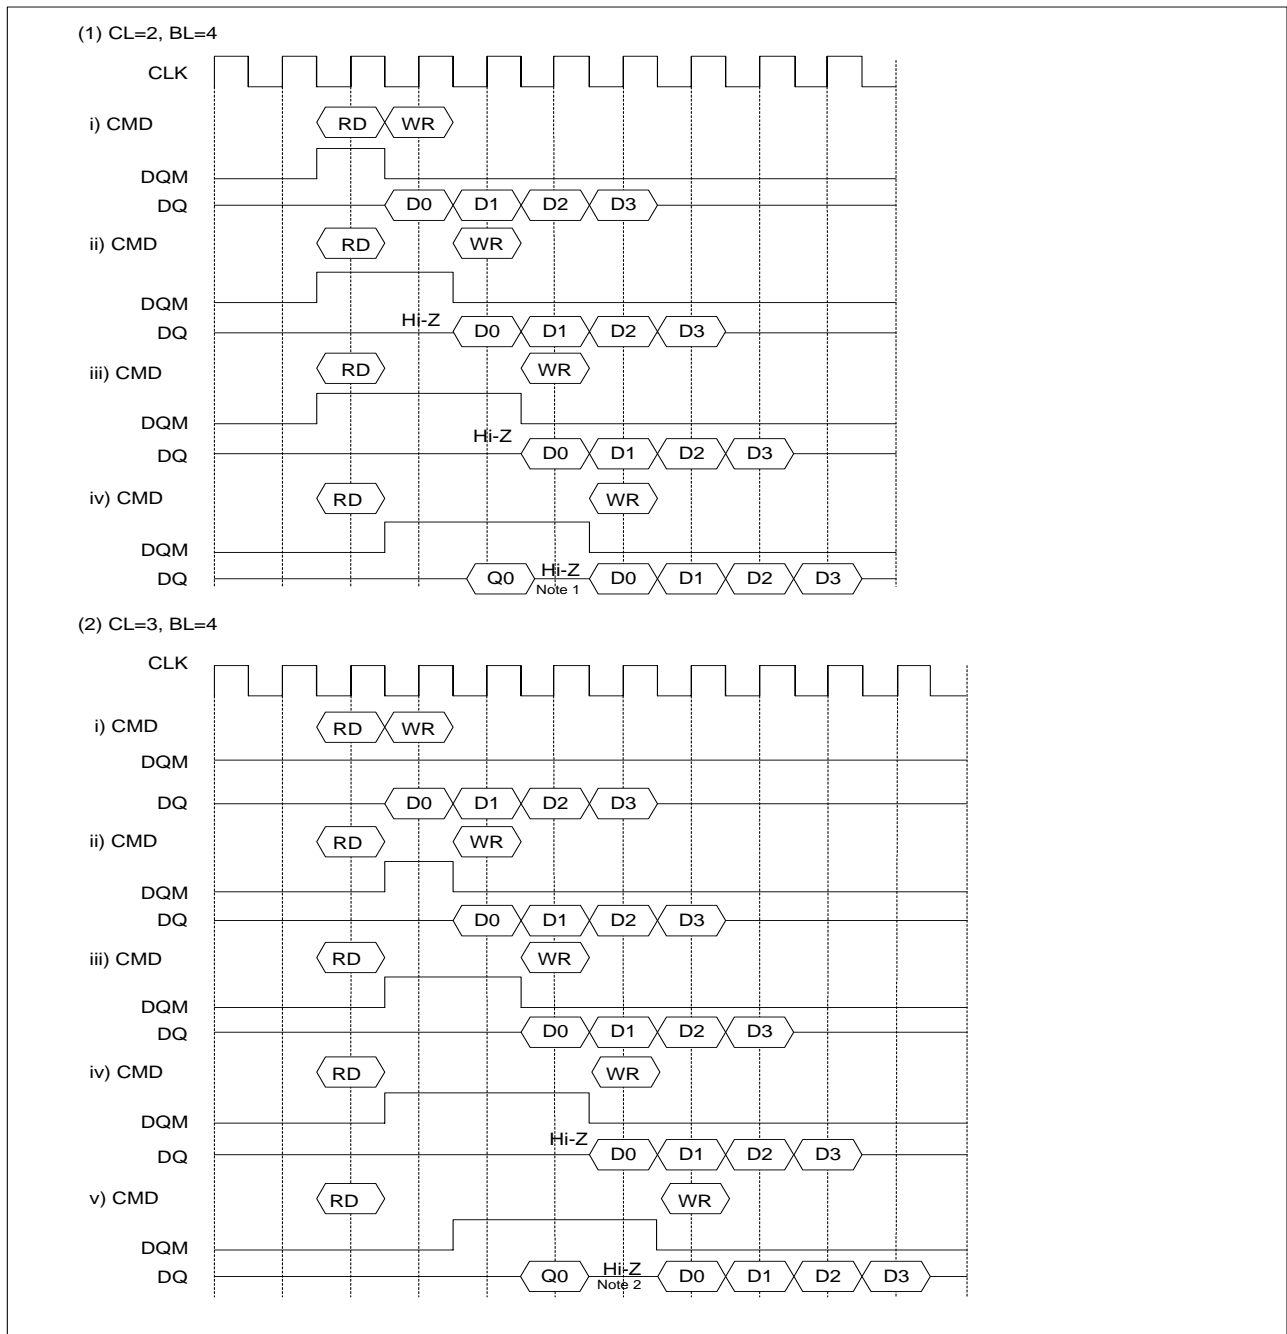 (1) CL=2, BL=4
CLK
i) CMD RD WR
DQM
DQ D0 D1 D2 D3
ii) CMD RD WR
DQM
DQ Hi-Z D0 D1 D2 D3
iii) CMD RD WR
DQM
DQ Hi-Z D0 D1 D2 D3
iv) CMD RD WR
DQM
DQ Q0 Hi-Z D0 D1 D2 D3
Note 1
(2) CL=3, BL=4
CLK
i) CMD RD WR
DQM
DQ D0 D1 D2 D3
ii) CMD RD WR
DQM
DQ D0 D1 D2 D3
iii) CMD RD WR
DQM
DQ D0 D1 D2 D3
iv) CMD RD WR
DQM
DQ Hi-Z D0 D1 D2 D3
v) CMD RD WR
DQM
DQ Q0 Hi-Z D0 D1 D2 D3
Note 2